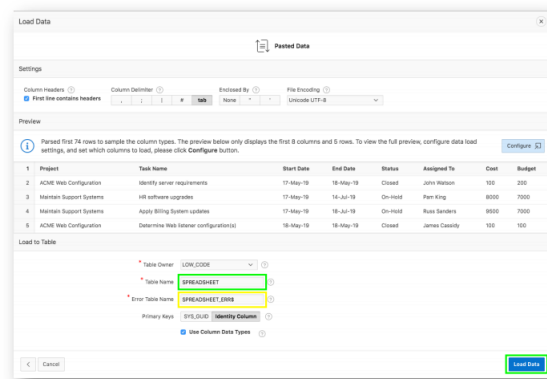 Load Data
Pasted Data
Settings
Column Headers
First line contains headers
Column Delimiter
, ; | # tab
Enclosed By
None " '
File Encoding
Unicode UTF-8
Preview
Parsed first 74 rows to sample the column types. The preview below only displays the first 8 columns and 5 rows. To view the full preview, configure data load
settings, and set which columns to load, please click Configure button.
Configure
1 Project Task Name Start Date End Date Status Assigned To Cost Budget
2 ACME Web Configuration Identify server requirements 17-May-19 18-May-19 Closed John Watson 100 200
3 Maintain Support Systems HR software upgrades 17-May-19 14-Jul-19 On-Hold Pam King 8000 7000
4 Maintain Support Systems Apply Billing System updates 17-May-19 18-Jul-19 On-Hold Russ Sanders 9500 7000
5 ACME Web Configuration Determine Web listener configuration(s) 18-May-19 18-May-19 Closed James Cassidy 100 100
Load to Table
* Table Owner LOW_CODE
* Table Name SPREADSHEET
* Error Table Name SPREADSHEET_ERR$
Primary Keys SYS_GUID Identity Column
Use Column Data Types
< Cancel
Load Data